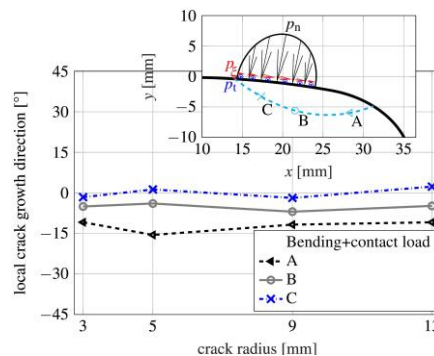 10
5
0
−5
−10
y [mm]
p_n
p_t
C
B
A
10 15 20 25 30 35
x [mm]
45
30
15
0
−15
−30
−45
local crack growth direction [°]
Bending+contact load
A
B
C
3 5 9
crack radius [mm]